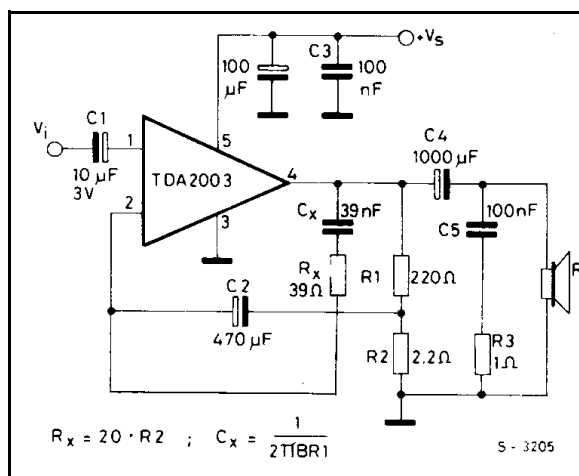 +Vs
C3
100
µF
100
nF
Vi
C1
1
10 µF
3V
2
5
TDA2003
4
3
C4
1000 µF
Cx
39nF
100nF
C5
Rx
39Ω
R1
220Ω
C2
470 µF
R2
2.2Ω
R3
1Ω
R
Rx = 20 · R2 ; Cx = 1
2πBR1
S - 3205